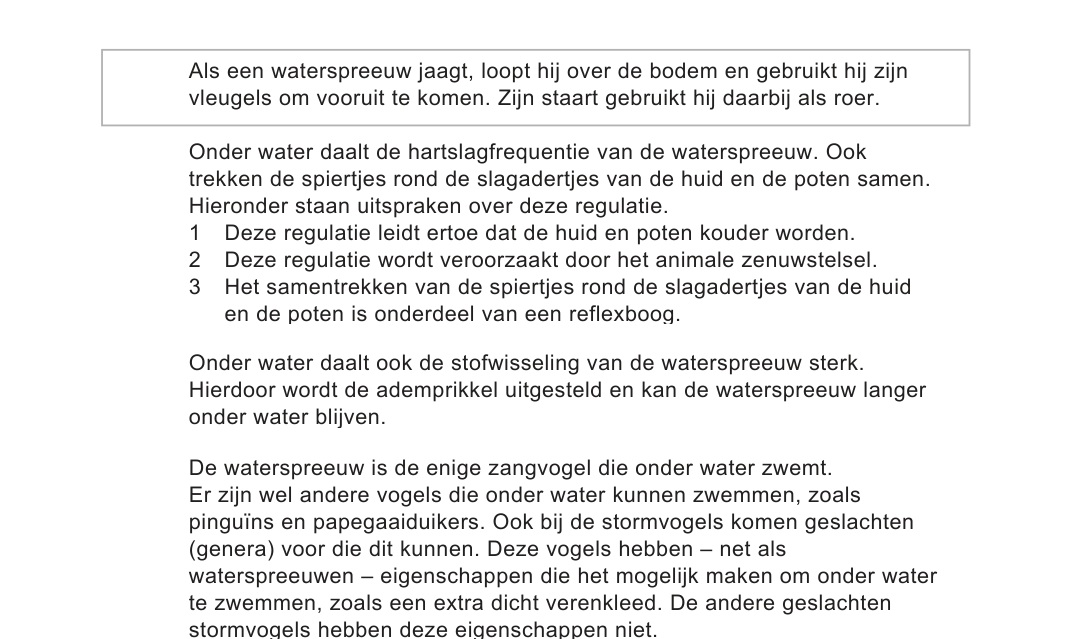 Als een waterspreeuw jaagt, loopt hij over de bodem en gebruikt hij zijn
vleugels om vooruit te komen. Zijn staart gebruikt hij daarbij als roer.
Onder water daalt de hartslagfrequentie van de waterspreeuw. Ook
trekken de spiertjes rond de slagadertjes van de huid en de poten samen.
Hieronder staan uitspraken over deze regulatie.
1 Deze regulatie leidt ertoe dat de huid en poten kouder worden.
2 Deze regulatie wordt veroorzaakt door het animale zenuwstelsel.
3 Het samentrekken van de spiertjes rond de slagadertjes van de huid
en de poten is onderdeel van een reflexboog.
Onder water daalt ook de stofwisseling van de waterspreeuw sterk.
Hierdoor wordt de ademprikkel uitgesteld en kan de waterspreeuw langer
onder water blijven.
De waterspreeuw is de enige zangvogel die onder water zwemt.
Er zijn wel andere vogels die onder water kunnen zwemmen, zoals
pinguïns en papegaaiduikers. Ook bij de stormvogels komen geslachten
(genera) voor die dit kunnen. Deze vogels hebben – net als
waterspreeuwen – eigenschappen die het mogelijk maken om onder water
te zwemmen, zoals een extra dicht verenkleed. De andere geslachten
stormvogels hebben deze eigenschappen niet.